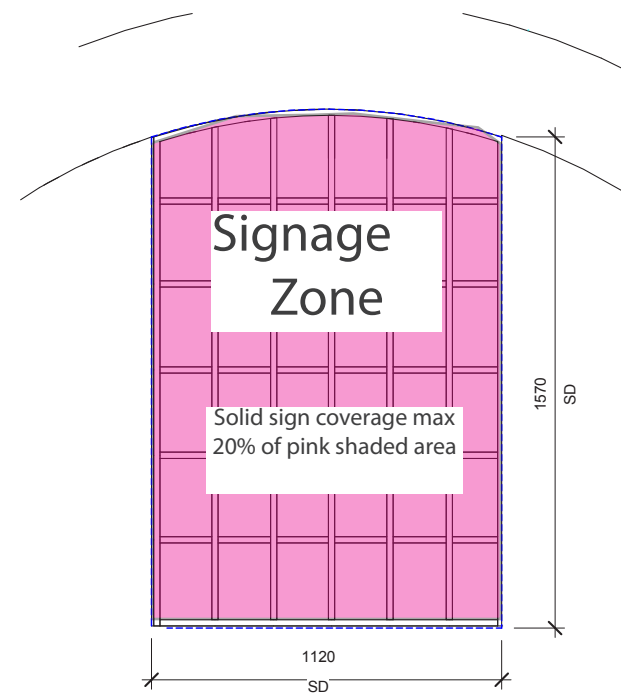 Signage
Zone
Solid sign coverage max
20% of pink shaded area
1570
SD
1120
SD